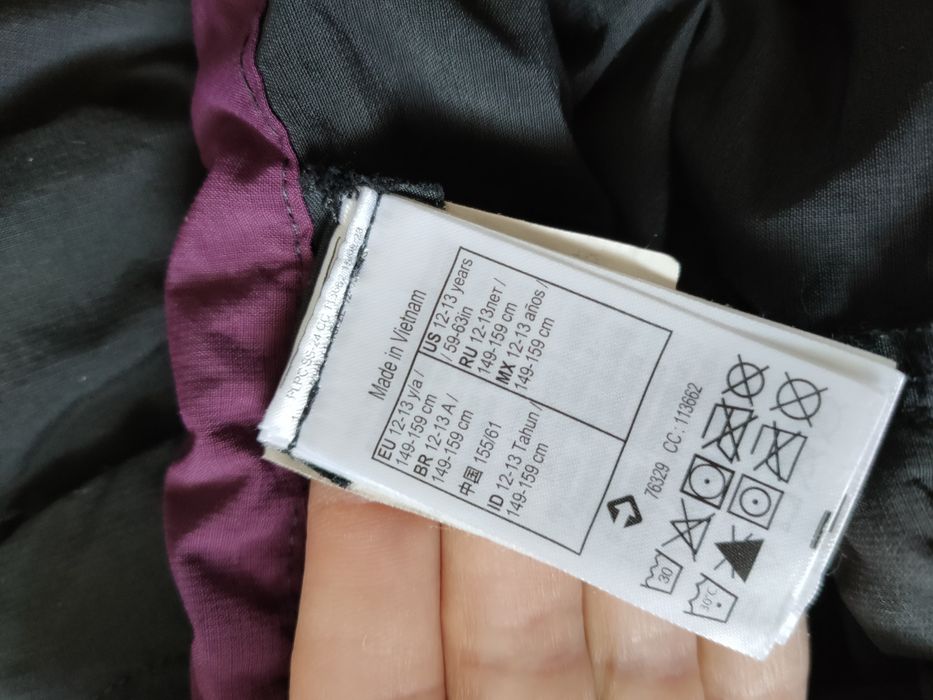 Made in Vietnam
EU 12-13 y/a /
149-159 cm
BR 12-13 A /
149-159 cm
中国 155/61
ID 12-13 Tahun /
149-159 cm
US 12-13 years
/ 59-63in
RU 12-13лет /
149-159 cm
MX 12-13 años /
149-159 cm
76329 CC.: 113662
30
30°C